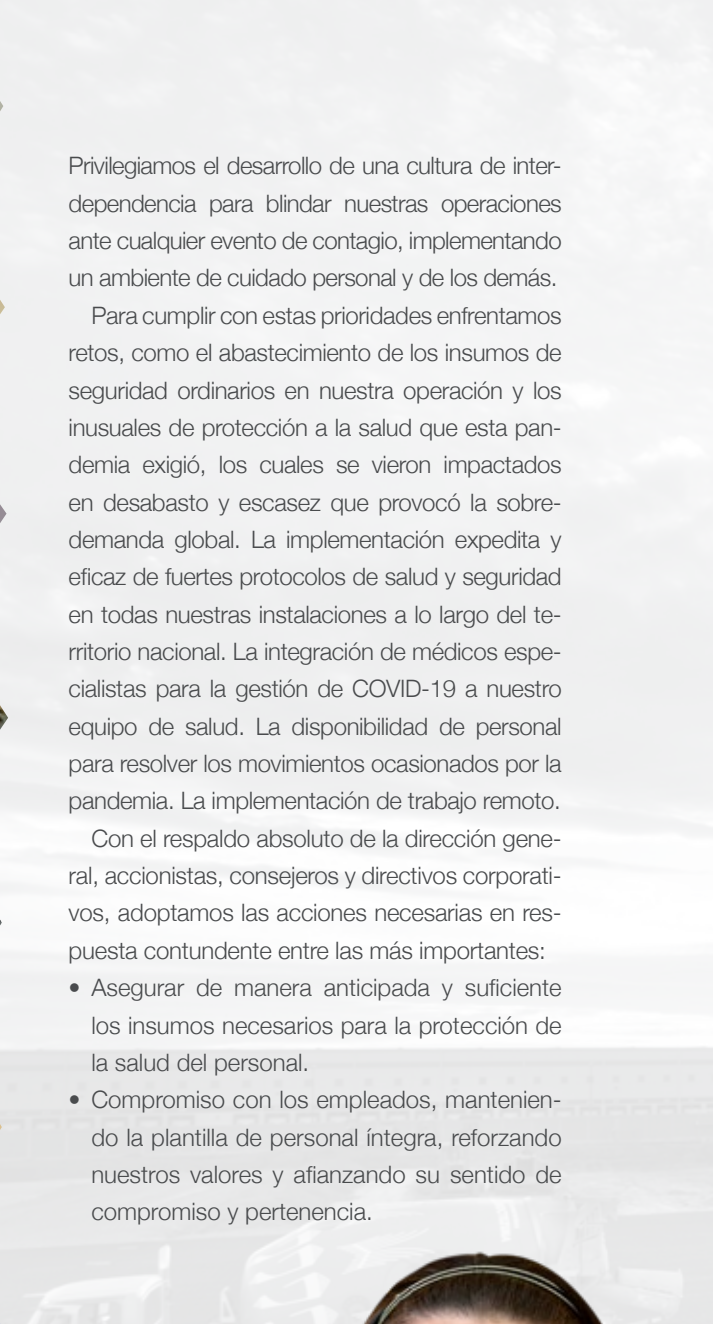 Privilegiamos el desarrollo de una cultura de inter-
dependencia para blindar nuestras operaciones
ante cualquier evento de contagio, implementando
un ambiente de cuidado personal y de los demás.
Para cumplir con estas prioridades enfrentamos
retos, como el abastecimiento de los insumos de
seguridad ordinarios en nuestra operación y los
inusuales de protección a la salud que esta pan-
demia exigió, los cuales se vieron impactados
en desabasto y escasez que provocó la sobre-
demanda global. La implementación expedita y
eficaz de fuertes protocolos de salud y seguridad
en todas nuestras instalaciones a lo largo del te-
rritorio nacional. La integración de médicos espe-
cialistas para la gestión de COVID-19 a nuestro
equipo de salud. La disponibilidad de personal
para resolver los movimientos ocasionados por la
pandemia. La implementación de trabajo remoto.
Con el respaldo absoluto de la dirección gene-
ral, accionistas, consejeros y directivos corporati-
vos, adoptamos las acciones necesarias en res-
puesta contundente entre las más importantes:
• Asegurar de manera anticipada y suficiente
los insumos necesarios para la protección de
la salud del personal.
• Compromiso con los empleados, mantenien-
do la plantilla de personal íntegra, reforzando
nuestros valores y afianzando su sentido de
compromiso y pertenencia.